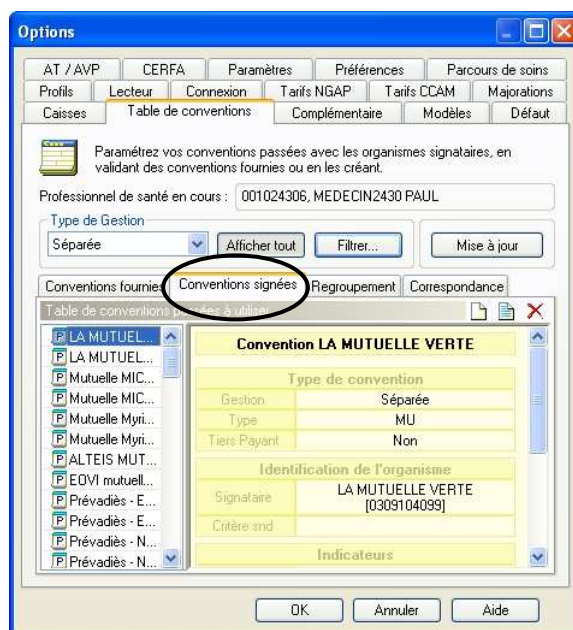 Options
AT / AVP CERFA Paramètres Préférences Parcours de soins
Profils Lecteur Connexion Tarifs NGAP Tarifs CCAM Majorations
Caisses Table de conventions Complémentaire Modèles Défaut
Paramétrez vos conventions passées avec les organismes signataires, en
validant des conventions fournies ou en les créant.
Professionnel de santé en cours : 001024306, MEDECIN2430 PAUL
Type de Gestion
Séparée Afficher tout Filtrer... Mise à jour
Conventions fournies Conventions signées Regroupement Correspondance
Table de conventions passées à utiliser
LA MUTUEL...
LA MUTUEL...
Mutuelle MIC...
Mutuelle MIC...
Mutuelle Myri...
Mutuelle Myri...
ALTEIS MUT...
EOVI mutuell...
Prévadiès - E...
Prévadiès - E...
Prévadiès - N...
Prévadiès - N...
Convention LA MUTUELLE VERTE
Type de convention
Gestion Séparée
Type MU
Tiers Payant Non
Identification de l'organisme
Signataire LA MUTUELLE VERTE
[0309104099]
Critère snd
Indicateurs
OK Annuler Aide